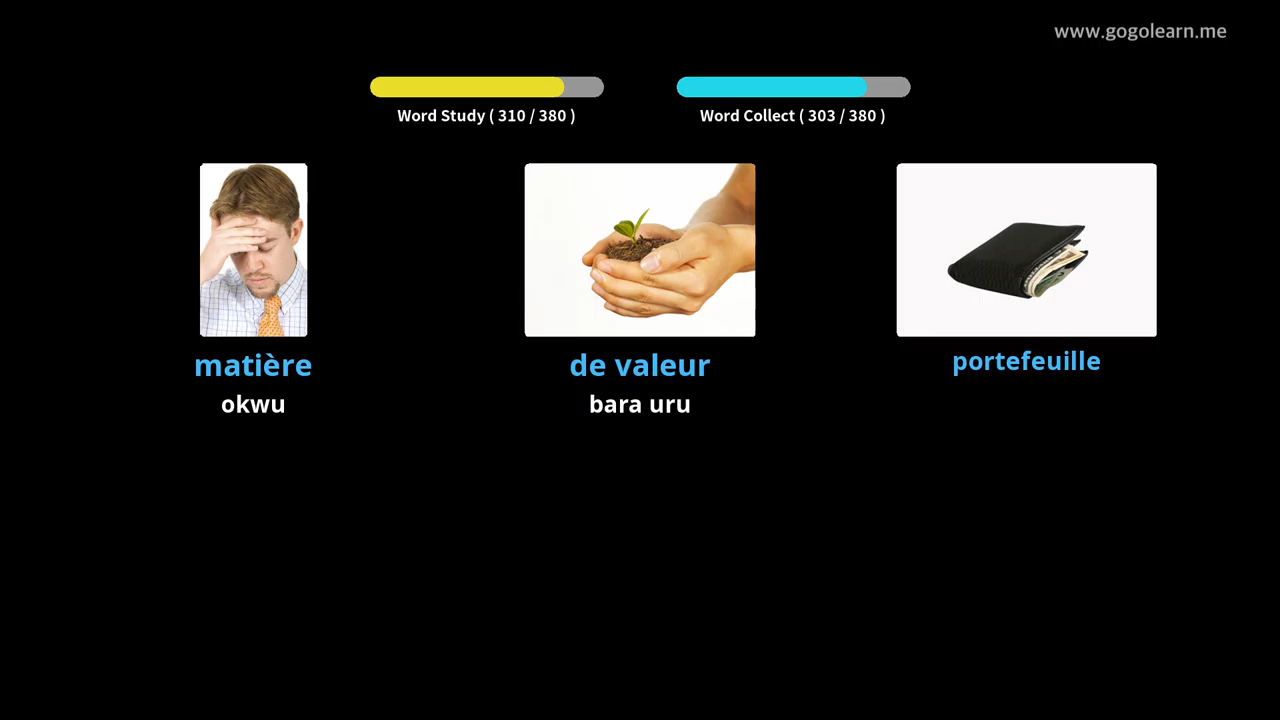 www.gogolearn.me
Word Study ( 310 / 380 )
Word Collect ( 303 / 380 )
matière
okwu
de valeur
bara uru
portefeuille